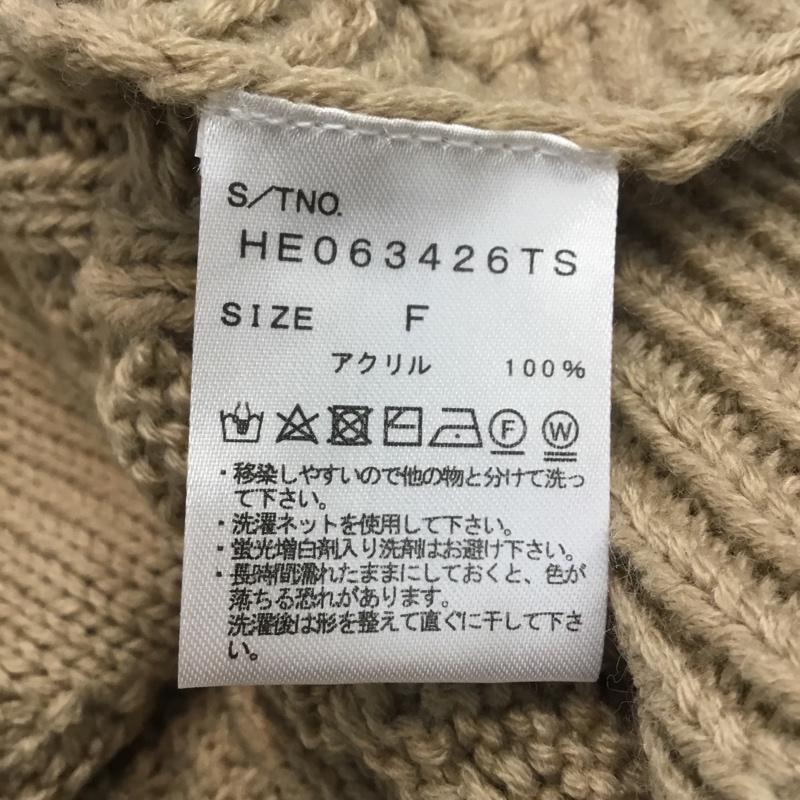 S/TNO.
HE063426TS
SIZE F
アクリル 100%
F W
・移染しやすいので他の物と分けて洗っ
て下さい。
・洗濯ネットを使用して下さい。
・蛍光増白剤入り洗剤はお避け下さい。
・長時間濡れたままにしておくと、色が
落ちる恐れがあります。
洗濯後は形を整えて直ぐに干して下さ
い。